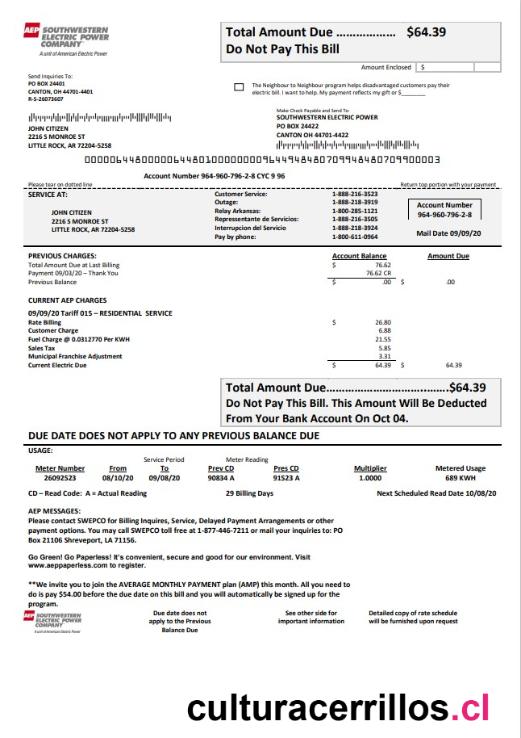 AEP SOUTHWESTERN
ELECTRIC POWER
COMPANY
A unit of American Electric Power
Total Amount Due ……………… $64.39
Do Not Pay This Bill
Amount Enclosed $
Send Inquiries To:
PO BOX 24401
CANTON, OH 44701-4401
R-S-26073607
The Neighbour to Neighbour program helps disadvantaged customers pay their
electric bill. I want to help. My payment reflects my gift or $_______
JOHN CITIZEN
2216 S MONROE ST
LITTLE ROCK, AR 72204-5258
Make Check Payable and Send To
SOUTHWESTERN ELECTRIC POWER
PO BOX 24422
CANTON, OH 44701-4422
Account Number 964-960-796-2-8 CYC 9 96
Please tear on dotted line
Return top portion with your payment
SERVICE AT:
JOHN CITIZEN
2216 S MONROE ST
LITTLE ROCK, AR 72204-5258
Customer Service: 1-888-216-3523
Outage: 1-888-218-3919
Relay Arkansas: 1-800-285-1121
Repressentante de Servicios: 1-888-216-3505
Interrupcion del Servicio 1-888-218-3924
Pay by phone: 1-800-611-0964
Account Number
964-960-796-2-8
Mail Date 09/09/20
PREVIOUS CHARGES: Account Balance Amount Due
Total Amount Due at Last Billing $ 76.62
Payment 09/03/20 – Thank You 76.62 CR
Previous Balance $ .00 $ .00
CURRENT AEP CHARGES
09/09/20 Tariff 015 – RESIDENTIAL SERVICE
Rate Billing $ 26.80
Customer Charge 6.88
Fuel Charge @ 0.0312770 Per KWH 21.55
Sales Tax 5.85
Municipal Franchise Adjustment 3.31
Current Electric Due $ 64.39 $ 64.39
Total Amount Due……………………..…….$64.39
Do Not Pay This Bill. This Amount Will Be Deducted
From Your Bank Account On Oct 04.
DUE DATE DOES NOT APPLY TO ANY PREVIOUS BALANCE DUE
USAGE:
Service Period Meter Reading
Meter Number From To Prev CD Pres CD Multiplier Metered Usage
26092523 08/10/20 09/08/20 90834 A 91523 A 1.0000 689 KWH
CD – Read Code: A = Actual Reading 29 Billing Days Next Scheduled Read Date 10/08/20
AEP MESSAGES:
Please contact SWEPCO for Billing Inquires, Service, Delayed Payment Arrangements or other
payment options. You may call SWEPCO toll free at 1-877-446-7211 or mail your inquiries to: PO
Box 21106 Shreveport, LA 71156.
Go Green! Go Paperless! It's convenient, secure and good for our environment. Visit
www.aeppaperless.com to register.
**We invite you to join the AVERAGE MONTHLY PAYMENT plan (AMP) this month. All you need to
do is pay $54.00 before the due date on this bill and you will automatically be signed up for the
program.
AEP SOUTHWESTERN
ELECTRIC POWER
COMPANY
A unit of American Electric Power
Due date does not
apply to the Previous
Balance Due
See other side for
important information
Detailed copy of rate schedule
will be furnished upon request
culturacerrillos.cl